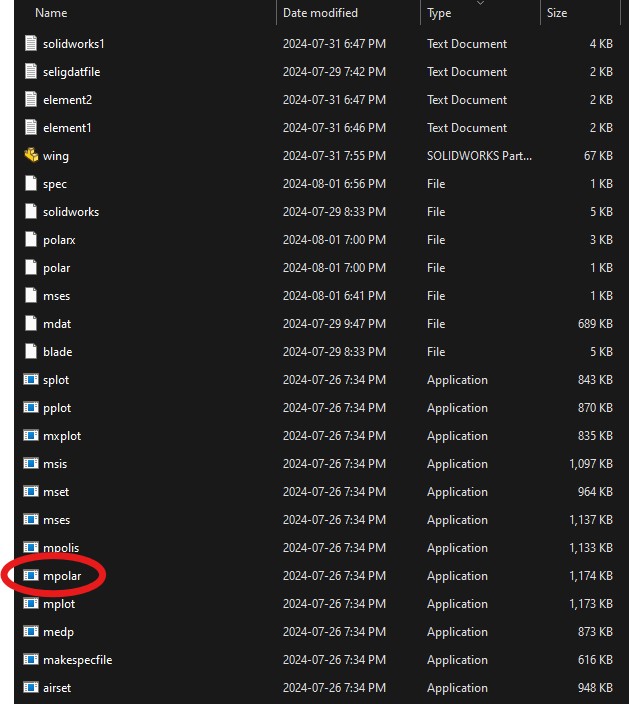 Name Date modified Type Size
solidworks1 2024-07-31 6:47 PM Text Document 4 KB
seligdatfile 2024-07-29 7:42 PM Text Document 2 KB
element2 2024-07-31 6:47 PM Text Document 2 KB
element1 2024-07-31 6:46 PM Text Document 2 KB
wing 2024-07-31 7:55 PM SOLIDWORKS Part... 67 KB
spec 2024-08-01 6:56 PM File 1 KB
solidworks 2024-07-29 8:33 PM File 5 KB
polarx 2024-08-01 7:00 PM File 3 KB
polar 2024-08-01 7:00 PM File 1 KB
mses 2024-08-01 6:41 PM File 1 KB
mdat 2024-07-29 9:47 PM File 689 KB
blade 2024-07-29 8:33 PM File 5 KB
splot 2024-07-26 7:34 PM Application 843 KB
pplot 2024-07-26 7:34 PM Application 870 KB
mxplot 2024-07-26 7:34 PM Application 835 KB
msis 2024-07-26 7:34 PM Application 1,097 KB
mset 2024-07-26 7:34 PM Application 964 KB
mses 2024-07-26 7:34 PM Application 1,137 KB
mpolis 2024-07-26 7:34 PM Application 1,133 KB
mpolar 2024-07-26 7:34 PM Application 1,174 KB
mplot 2024-07-26 7:34 PM Application 1,173 KB
medp 2024-07-26 7:34 PM Application 873 KB
makespecfile 2024-07-26 7:34 PM Application 616 KB
airset 2024-07-26 7:34 PM Application 948 KB